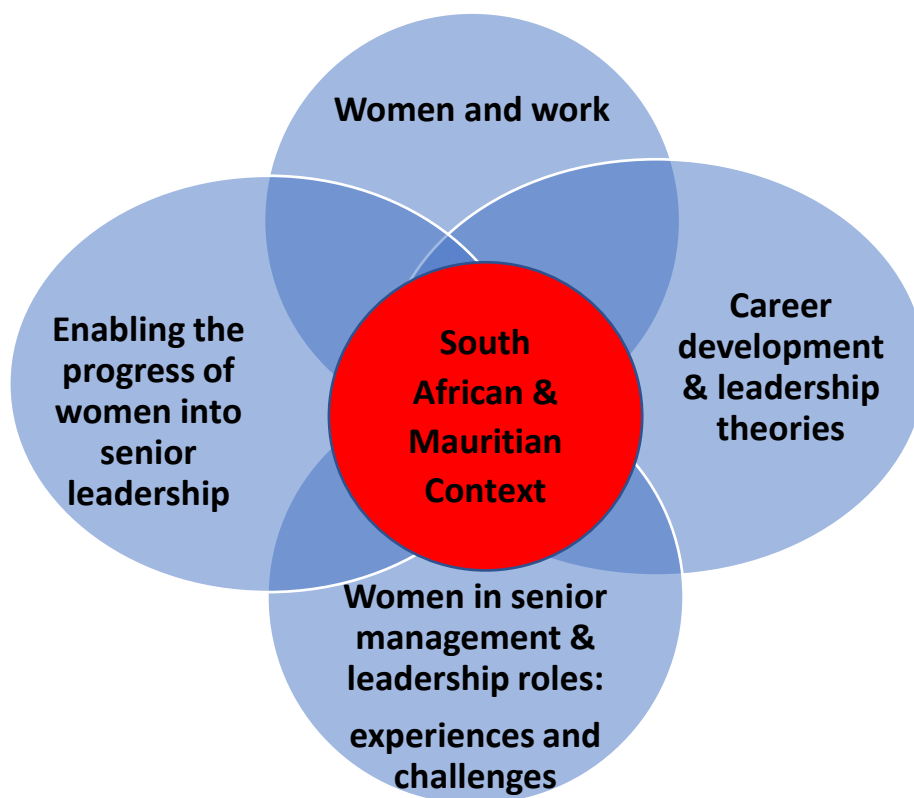 Women and work
Enabling the
progress of
women into
senior
leadership
South
African &
Mauritian
Context
Career
development
& leadership
theories
Women in senior
management &
leadership roles:
experiences and
challenges